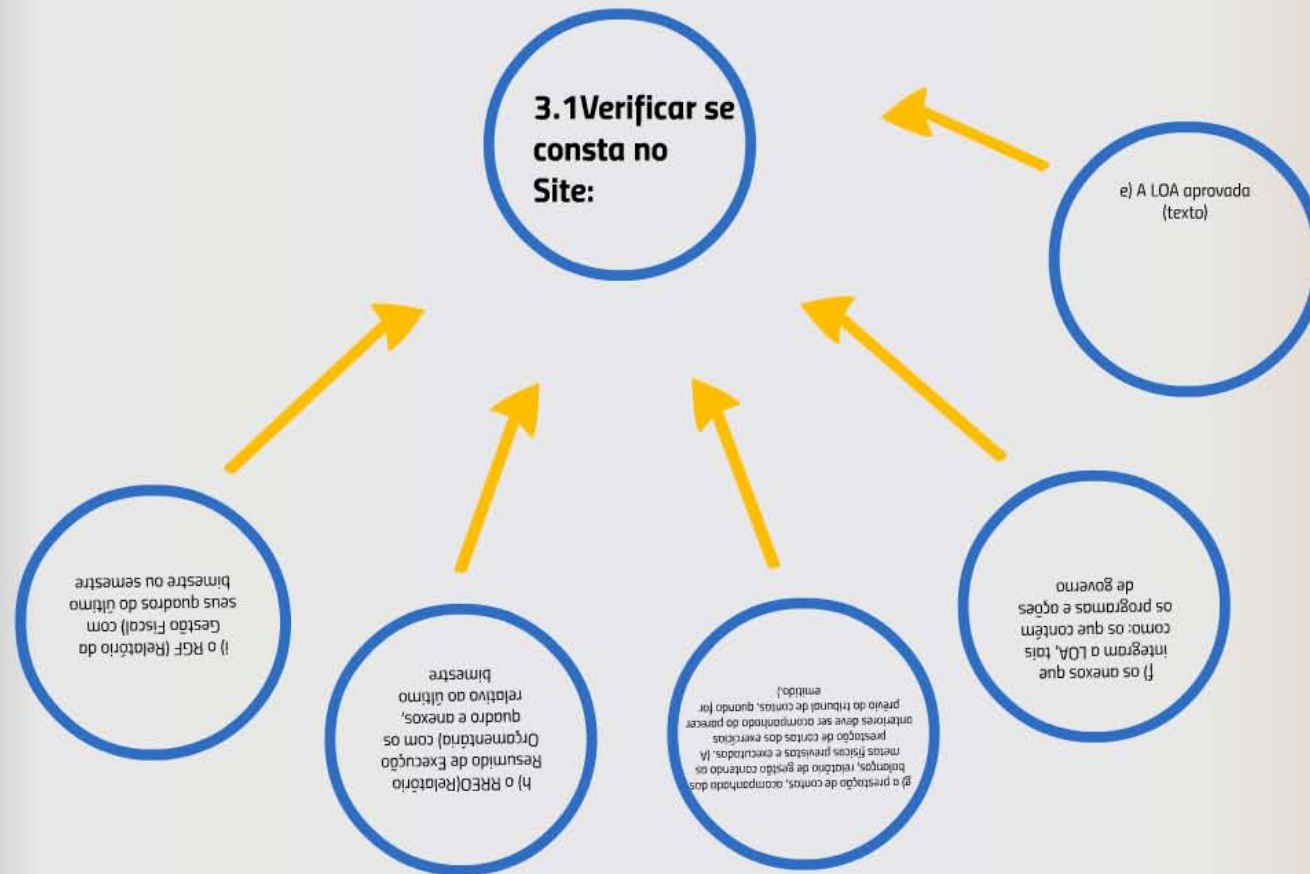 3.1Verificar se
consta no
Site:
e) A LOA aprovada
(texto)
f) os anexos que
integram a LOA, tais
como: os que contém
os programas e ações
de governo
g) a prestação de contas, acompanhado dos
balanços, relatório de gestão contendo as
metas físicas previstas e executadas. (A
prestação de contas dos exercícios
anteriores deve ser acompanhado do parecer
prévio do tribunal de contas, quando for
emitido.)
h) o RREO(Relatório
Resumido de Execução
Orçamentária) com os
quadro e anexos,
relativo ao último
bimestre
i) o RGF (Relatório da
Gestão Fiscal) com
seus quadros do último
bimestre ou semestre